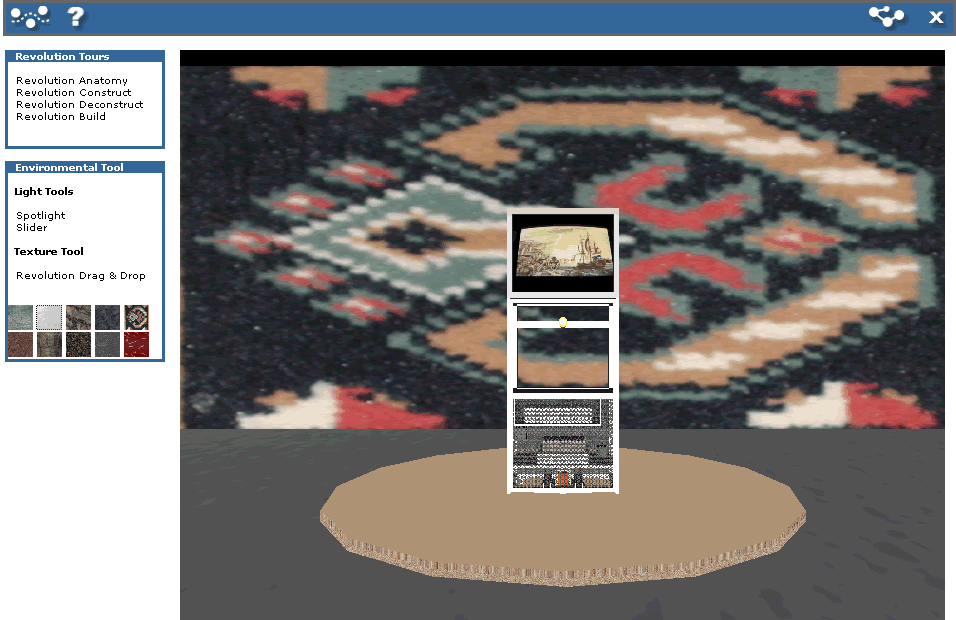 ?
Revolution Tours
Revolution Anatomy
Revolution Construct
Revolution Deconstruct
Revolution Build
Environmental Tool
Light Tools
Spotlight
Slider
Texture Tool
Revolution Drag & Drop